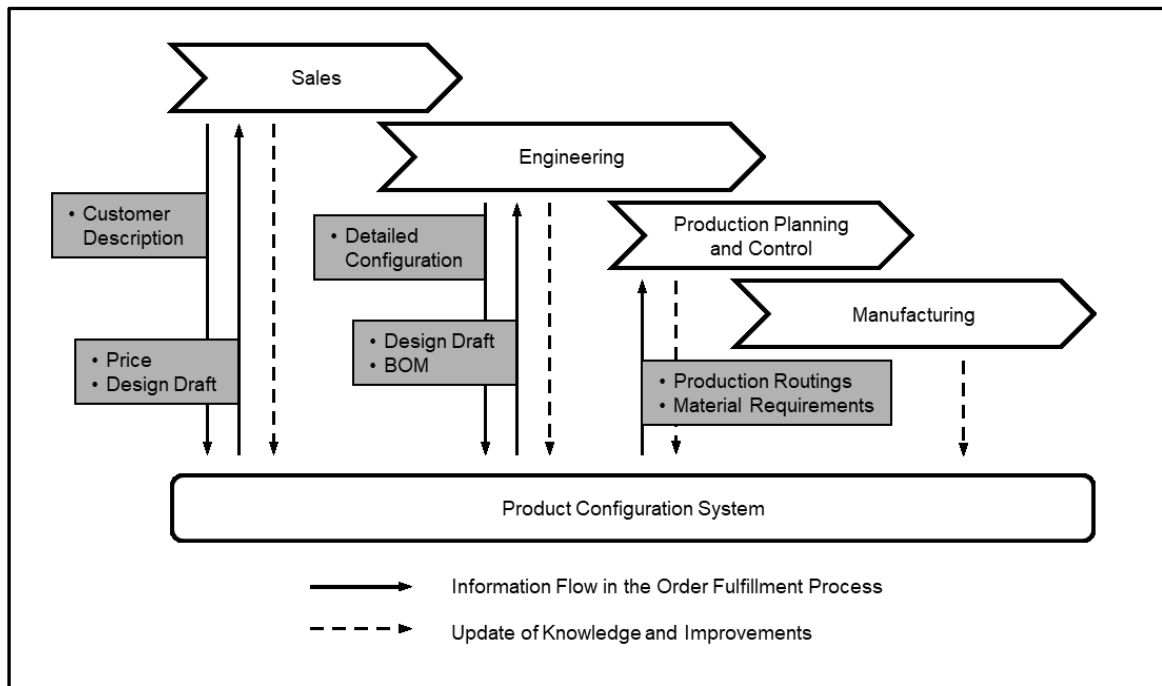 Sales
Engineering
• Customer
Description
• Detailed
Configuration
Production Planning
and Control
Manufacturing
• Price
• Design Draft
• Design Draft
• BOM
• Production Routings
• Material Requirements
Product Configuration System
Information Flow in the Order Fulfillment Process
Update of Knowledge and Improvements